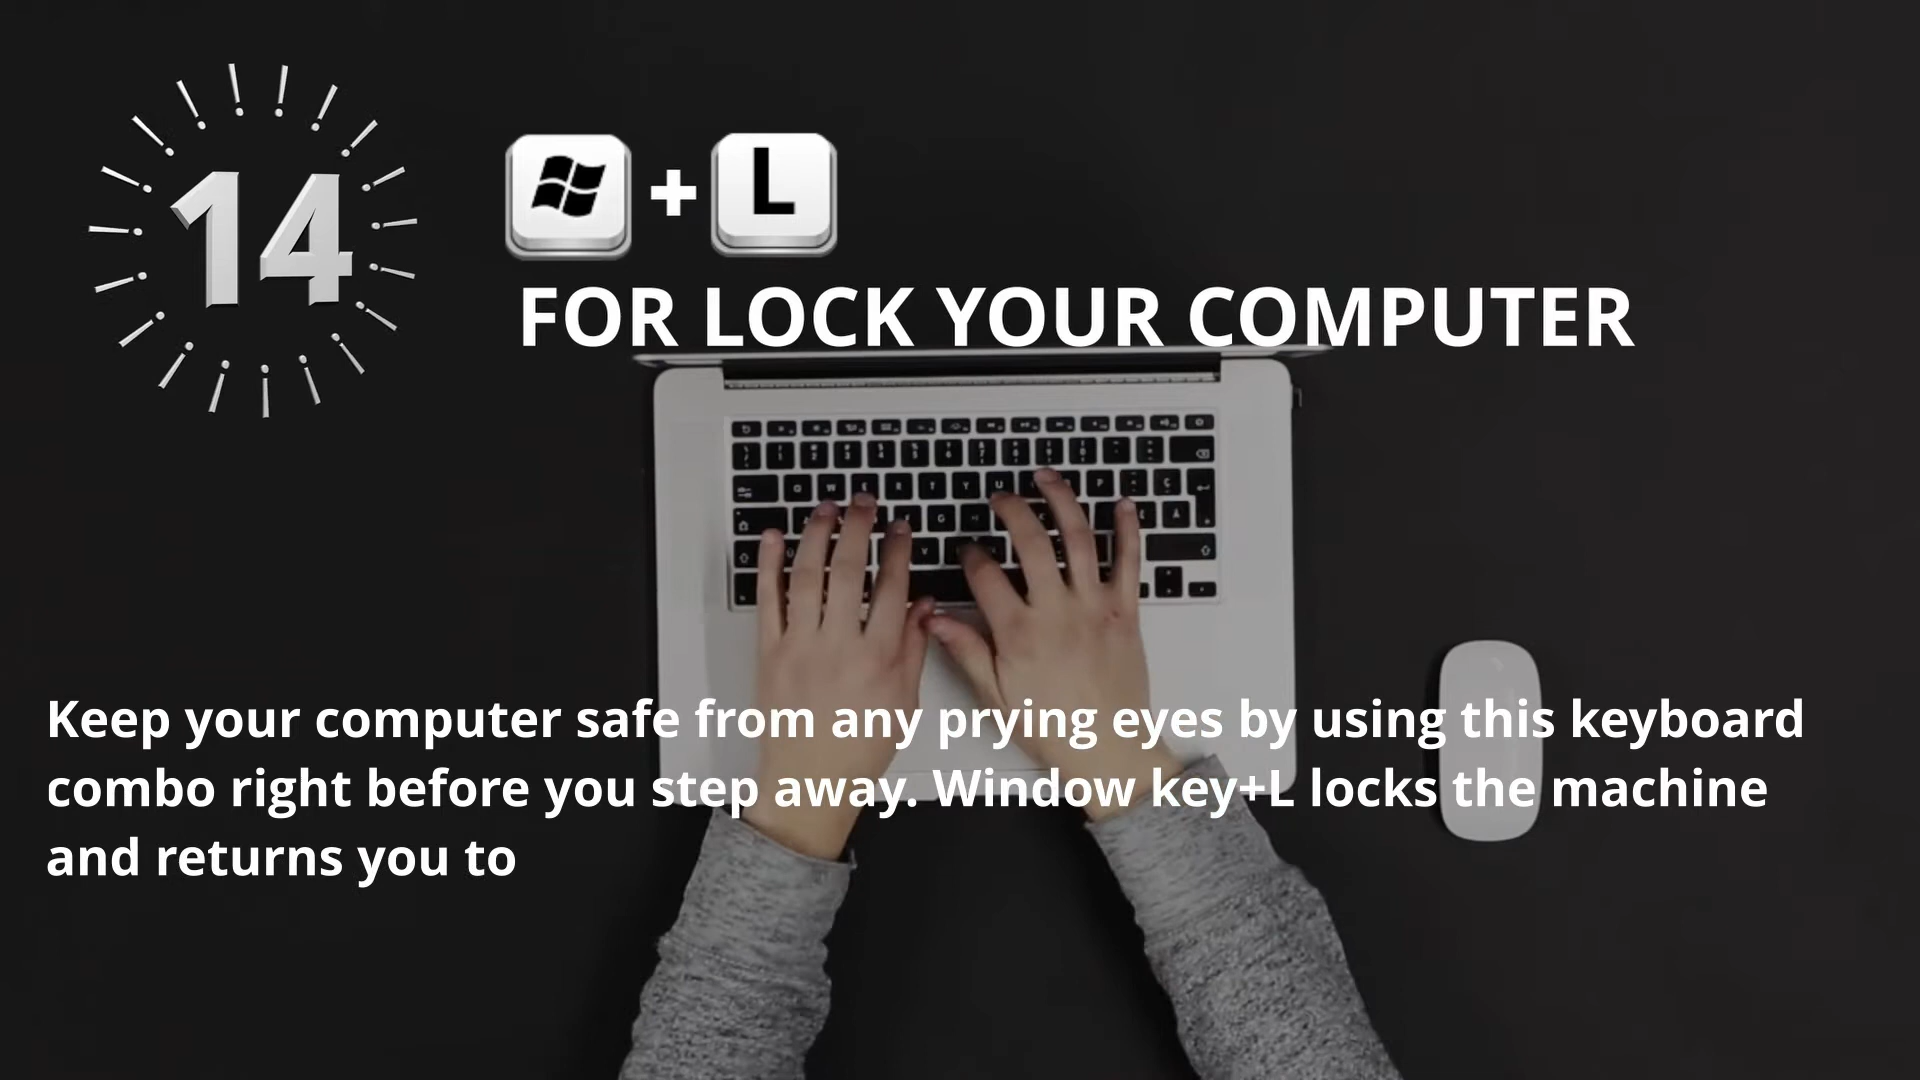 14
+ L
FOR LOCK YOUR COMPUTER
Keep your computer safe from any prying eyes by using this keyboard
combo right before you step away. Window key+L locks the machine
and returns you to